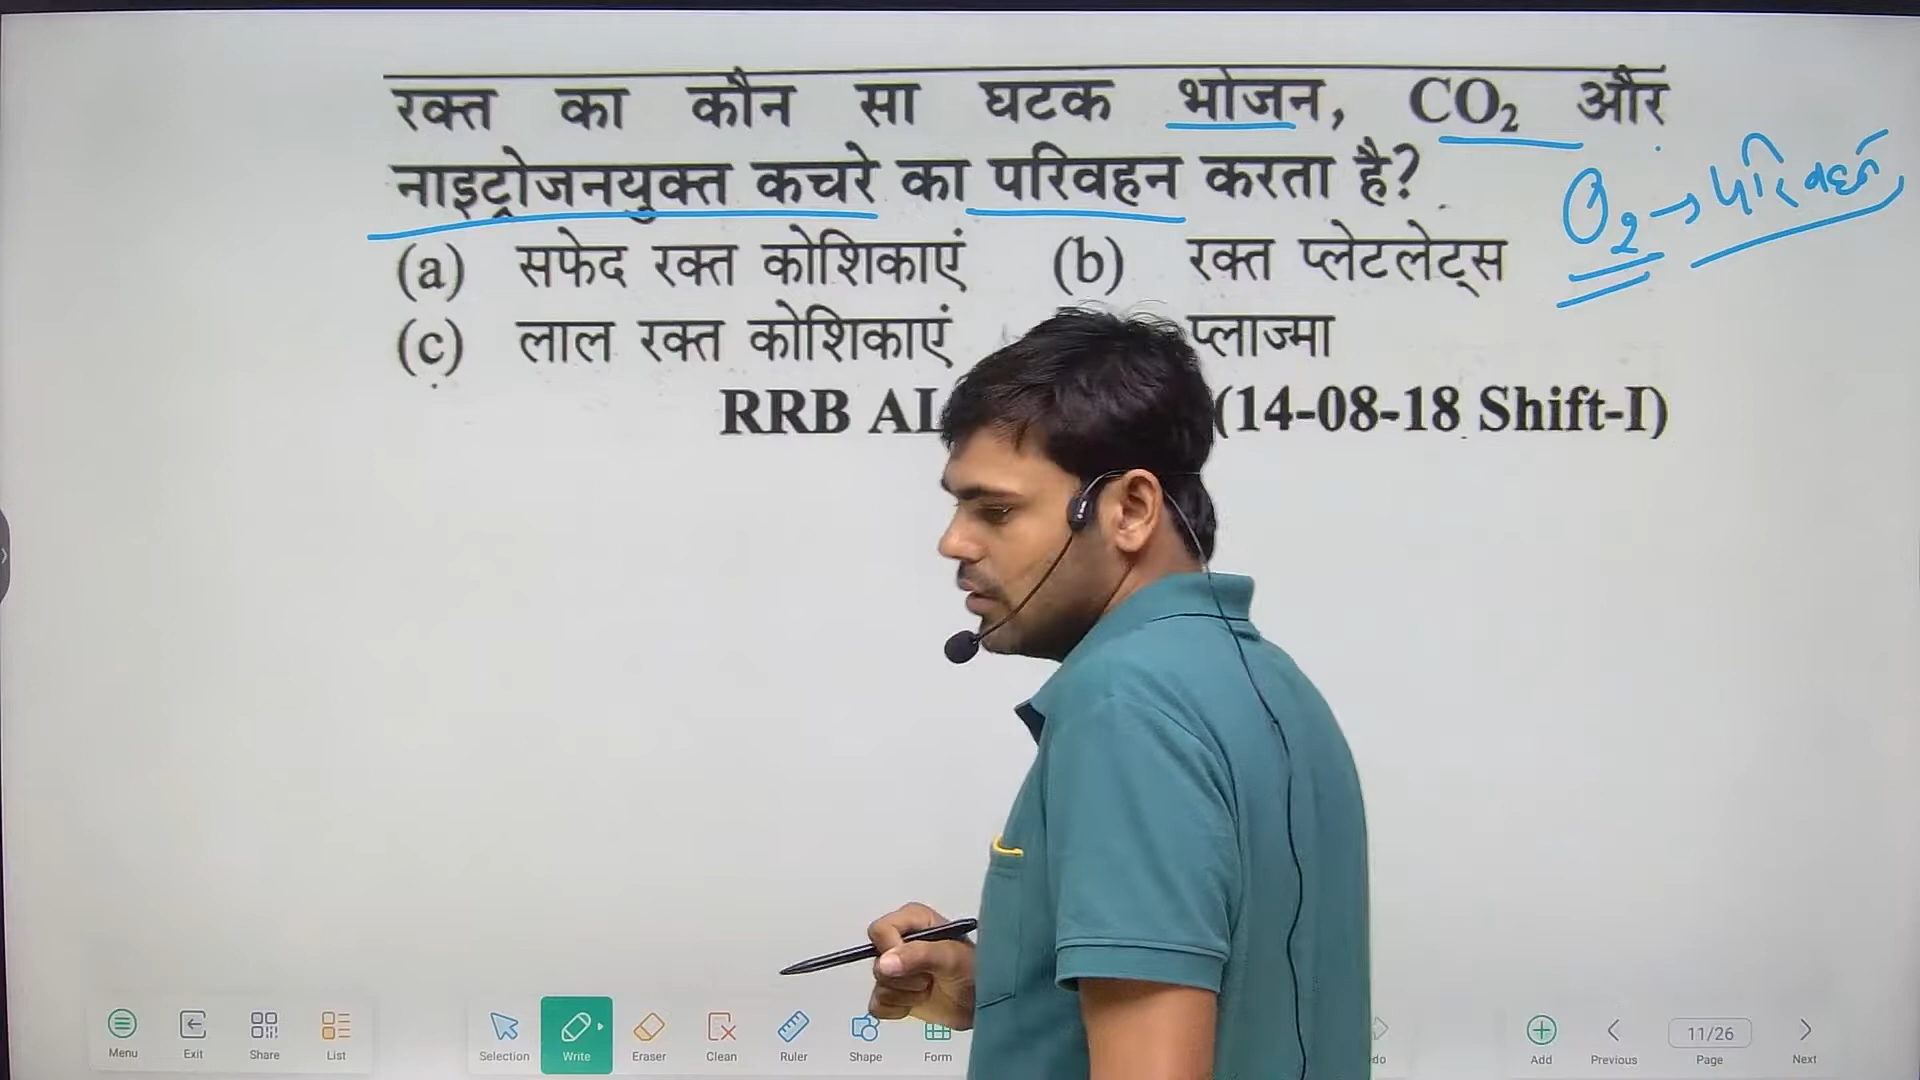 रक्त का कौन सा घटक भोजन, CO₂ और
नाइट्रोजनयुक्त कचरे का परिवहन करता है?
O₂ → परिवहन
(a) सफेद रक्त कोशिकाएं (b) रक्त प्लेटलेट्स
(c) लाल रक्त कोशिकाएं प्लाज्मा
RRB (14-08-18 Shift-I)
Menu Exit Share List Selection Write Eraser Clean Ruler Shape Form Add Previous 11/26 Page Next